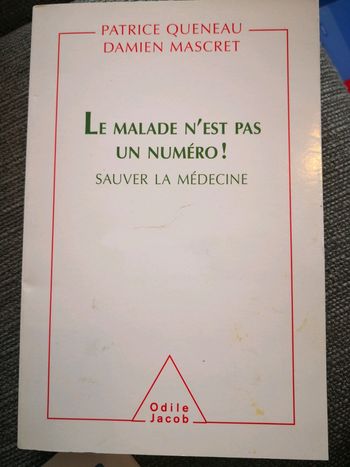 PATRICE QUENEAU
DAMIEN MASCRET
LE MALADE N'EST PAS
UN NUMÉRO !
SAUVER LA MÉDECINE
Odile
Jacob